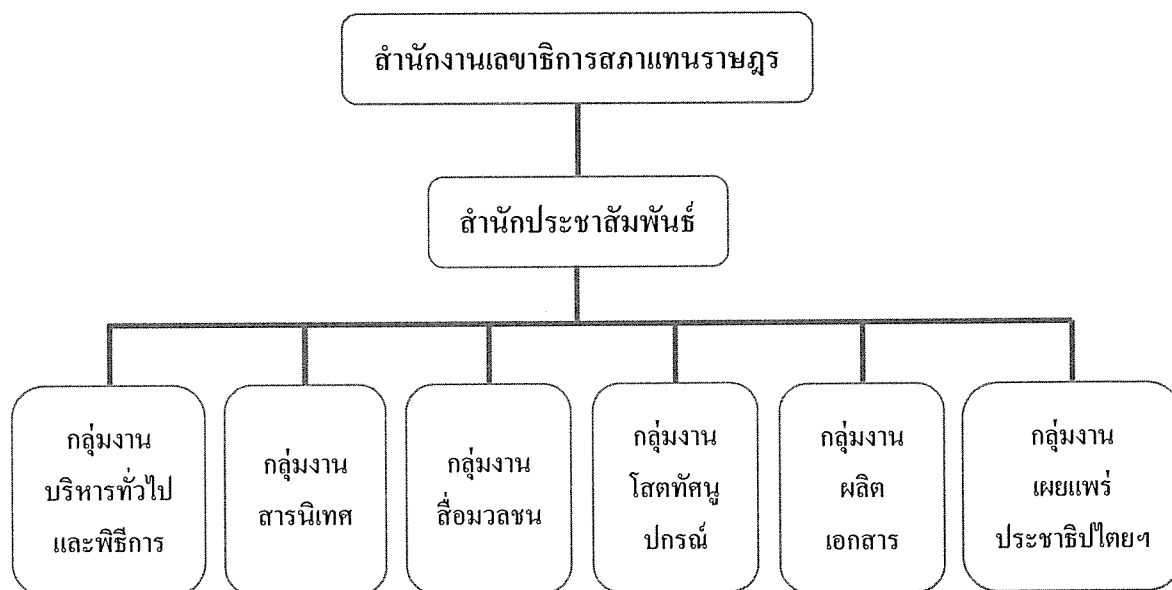 สำนักงานเลขาธิการสภาแทนราษฎร
สำนักประชาสัมพันธ์
กลุ่มงาน
บริหารทั่วไป
และพิธีการ
กลุ่มงาน
สารนิเทศ
กลุ่มงาน
สื่อมวลชน
กลุ่มงาน
โสตทัศนู
ปกรณ์
กลุ่มงาน
ผลิต
เอกสาร
กลุ่มงาน
เผยแพร่
ประชาธิปไตยฯ